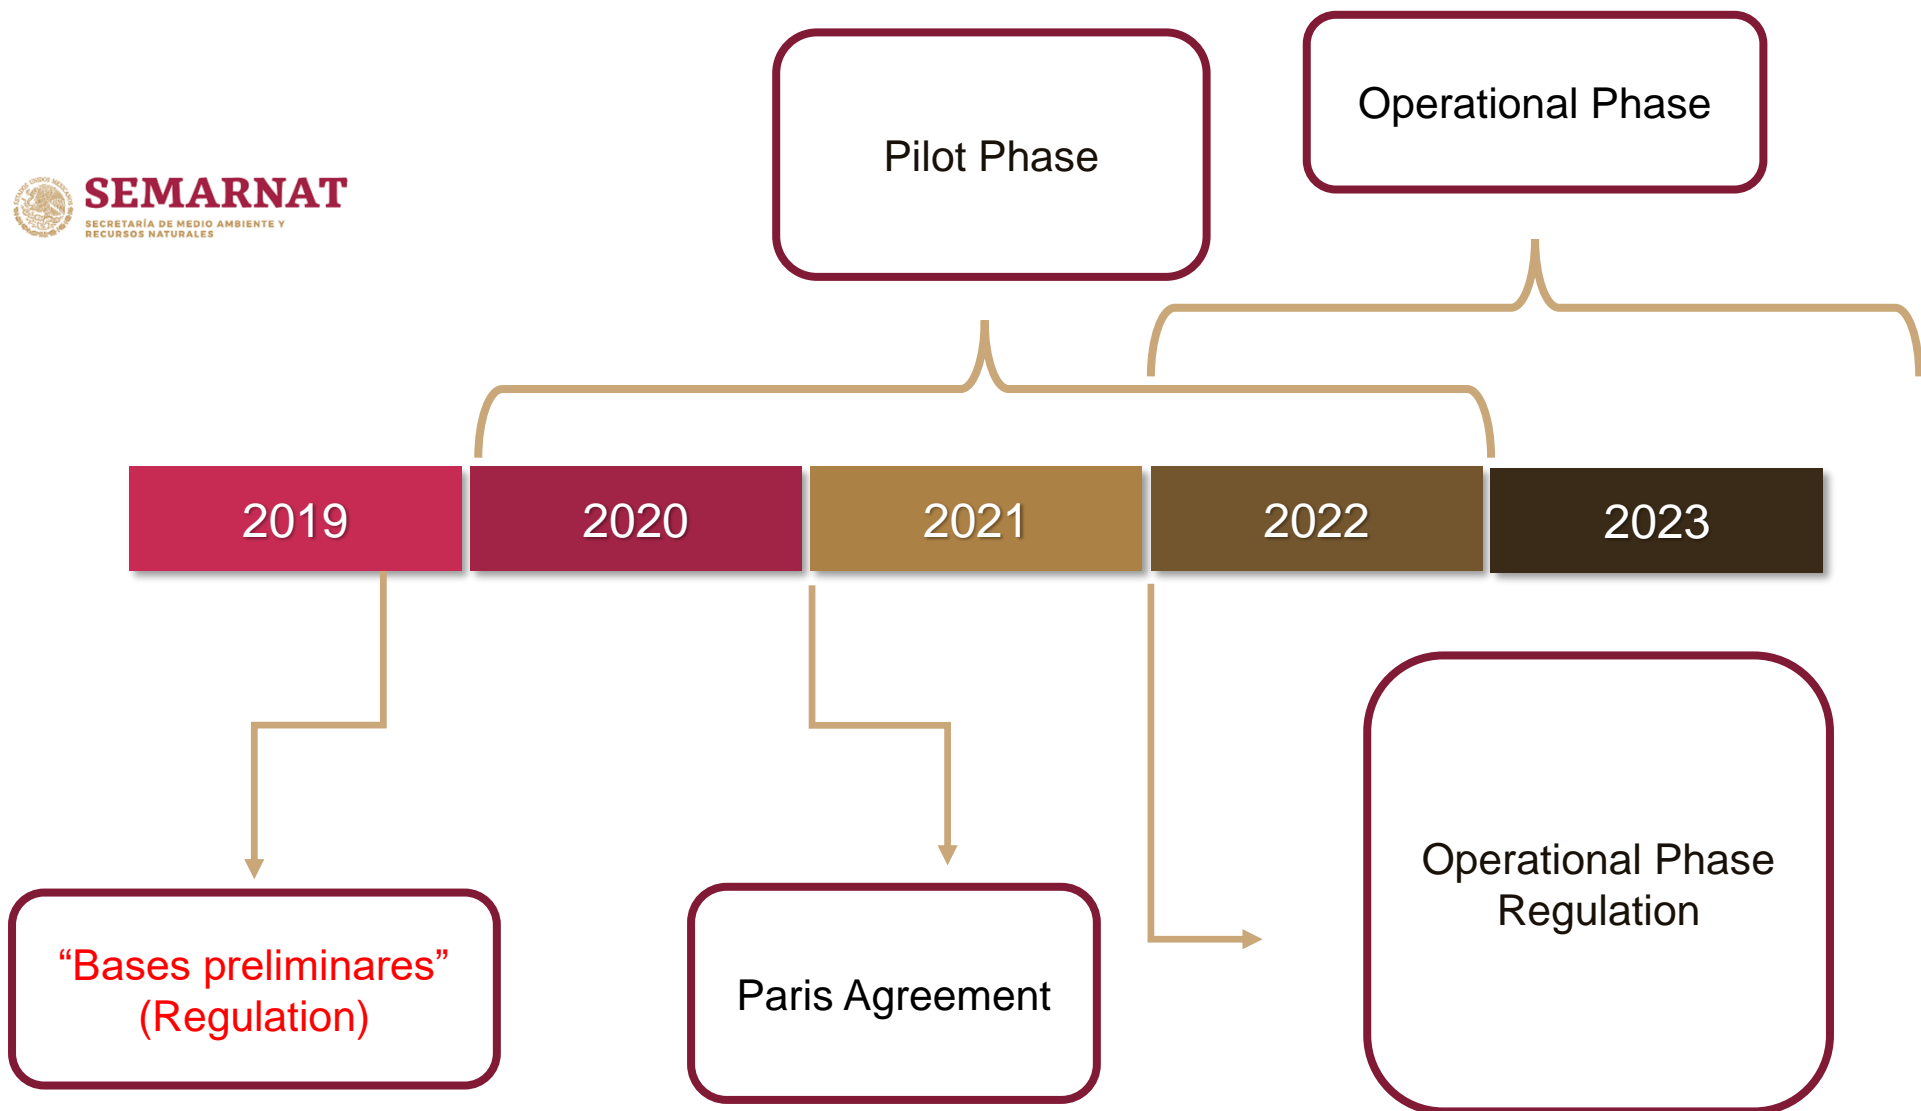 Pilot Phase
Operational Phase
SEMARNAT
SECRETARÍA DE MEDIO AMBIENTE Y
RECURSOS NATURALES
2019
2020
2021
2022
2023
“Bases preliminares”
(Regulation)
Paris Agreement
Operational Phase
Regulation